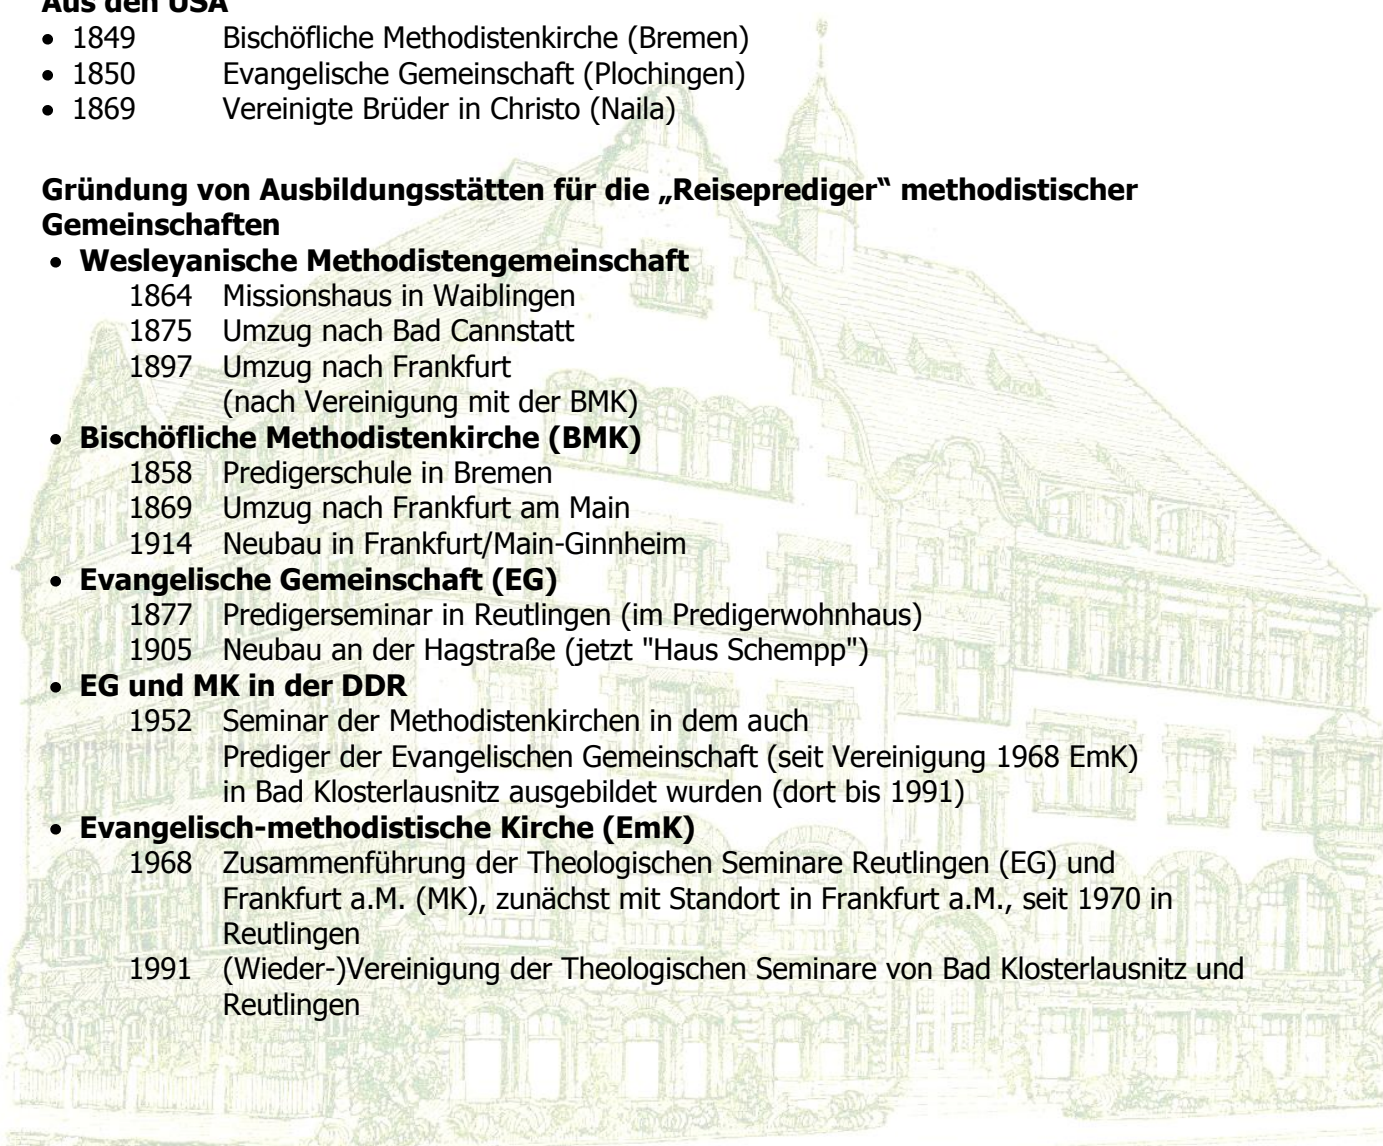 Aus den USA
• 1849 Bischöfliche Methodistenkirche (Bremen)
• 1850 Evangelische Gemeinschaft (Plochingen)
• 1869 Vereinigte Brüder in Christo (Naila)
Gründung von Ausbildungsstätten für die „Reiseprediger“ methodistischer
Gemeinschaften
• Wesleyanische Methodistengemeinschaft
1864 Missionshaus in Waiblingen
1875 Umzug nach Bad Cannstatt
1897 Umzug nach Frankfurt
(nach Vereinigung mit der BMK)
• Bischöfliche Methodistenkirche (BMK)
1858 Predigerschule in Bremen
1869 Umzug nach Frankfurt am Main
1914 Neubau in Frankfurt/Main-Ginnheim
• Evangelische Gemeinschaft (EG)
1877 Predigerseminar in Reutlingen (im Predigerwohnhaus)
1905 Neubau an der Hagstraße (jetzt "Haus Schempp")
• EG und MK in der DDR
1952 Seminar der Methodistenkirchen in dem auch
Prediger der Evangelischen Gemeinschaft (seit Vereinigung 1968 EmK)
in Bad Klosterlausnitz ausgebildet wurden (dort bis 1991)
• Evangelisch-methodistische Kirche (EmK)
1968 Zusammenführung der Theologischen Seminare Reutlingen (EG) und
Frankfurt a.M. (MK), zunächst mit Standort in Frankfurt a.M., seit 1970 in
Reutlingen
1991 (Wieder-)Vereinigung der Theologischen Seminare von Bad Klosterlausnitz und
Reutlingen